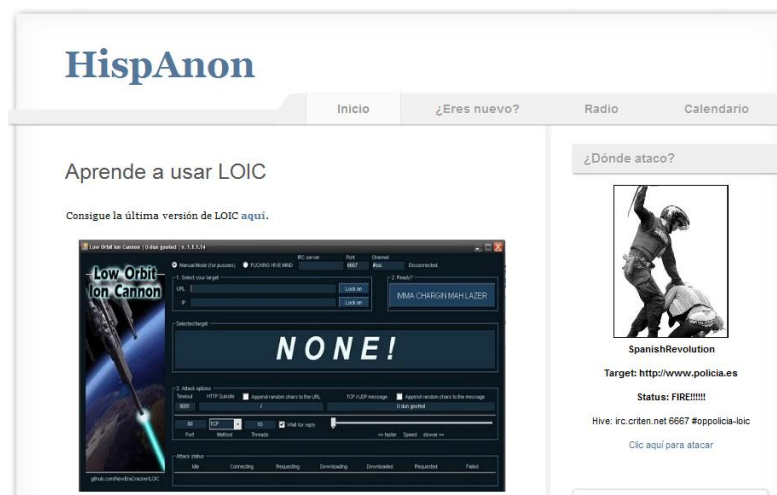 HispAnon
Inicio ¿Eres nuevo? Radio Calendario
Aprende a usar LOIC
Consigue la última versión de LOIC aquí.
Low Orbit Ion Cannon | U dun goofed | v. 1.1.1.14
Low Orbit
Ion Cannon
IRC server Port Channel
Manual Mode (for pussies) FUCKING HIVE MIND 6667 #loic Disconnected.
1. Select your target
URL Lock on
IP Lock on
2. Ready?
IMMA CHARGIN MAH LAZER
Selected target
NONE!
3. Attack options
Timeout HTTP Subsite Append random chars to the URL TCP / UDP message Append random chars to the message
9001 / U dun goofed
80 TCP 10 Wait for reply
Port Method Threads <= faster Speed slower =>
Attack status
Idle Connecting Requesting Downloading Downloaded Requested Failed
github.com/NewEraCracker/LOIC
¿Dónde ataco?
SpanishRevolution
Target: http://www.policia.es
Status: FIRE!!!!!!
Hive: irc.criten.net 6667 #oppolicia-loic
Clic aquí para atacar